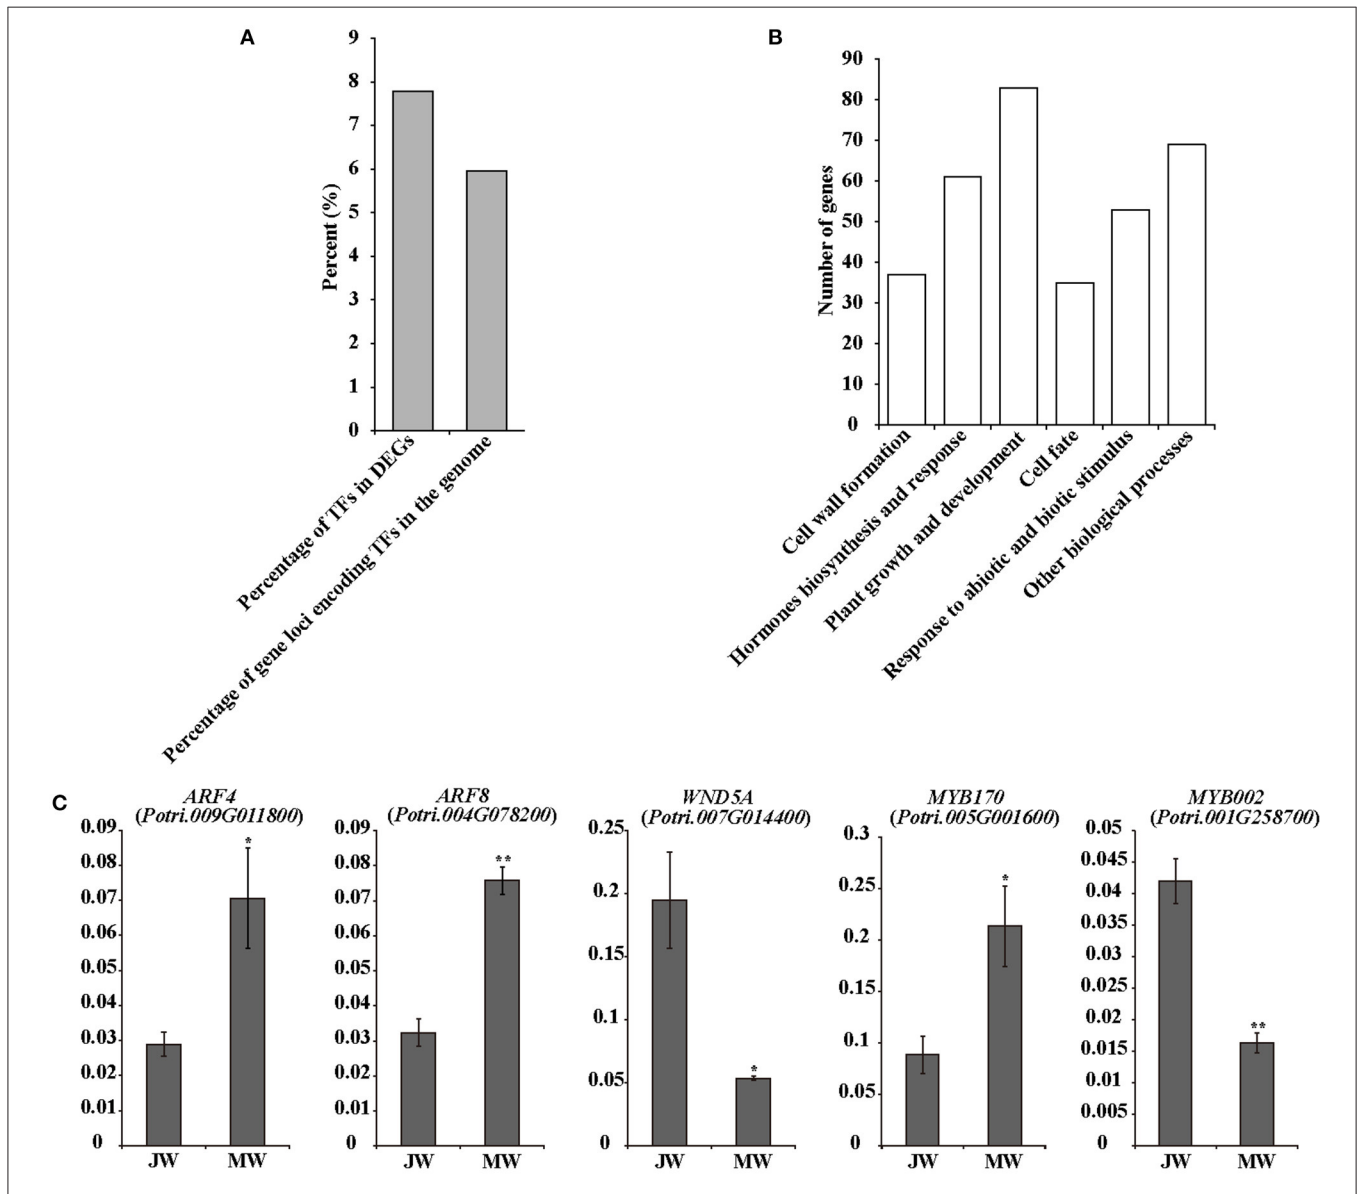 A
9
8
7
6
5
4
3
2
1
0
Percent (%)
Percentage of TFs in DEGs
Percentage of gene loci encoding TFs in the genome
B
90
80
70
60
50
40
30
20
10
0
Number of genes
Cell wall formation
Hormones biosynthesis and response
Plant growth and development
Cell fate
Response to abiotic and biotic stimulus
Other biological processes
C
ARF4
(Potri.009G011800)
0.09
0.08
0.07
0.06
0.05
0.04
0.03
0.02
0.01
0
*
JW MW
ARF8
(Potri.004G078200)
0.09
0.08
0.07
0.06
0.05
0.04
0.03
0.02
0.01
0
**
JW MW
WND5A
(Potri.007G014400)
0.25
0.2
0.15
0.1
0.05
0
*
JW MW
MYB170
(Potri.005G001600)
0.3
0.25
0.2
0.15
0.1
0.05
0
*
JW MW
MYB002
(Potri.001G258700)
0.05
0.045
0.04
0.035
0.03
0.025
0.02
0.015
0.01
0.005
0
**
JW MW